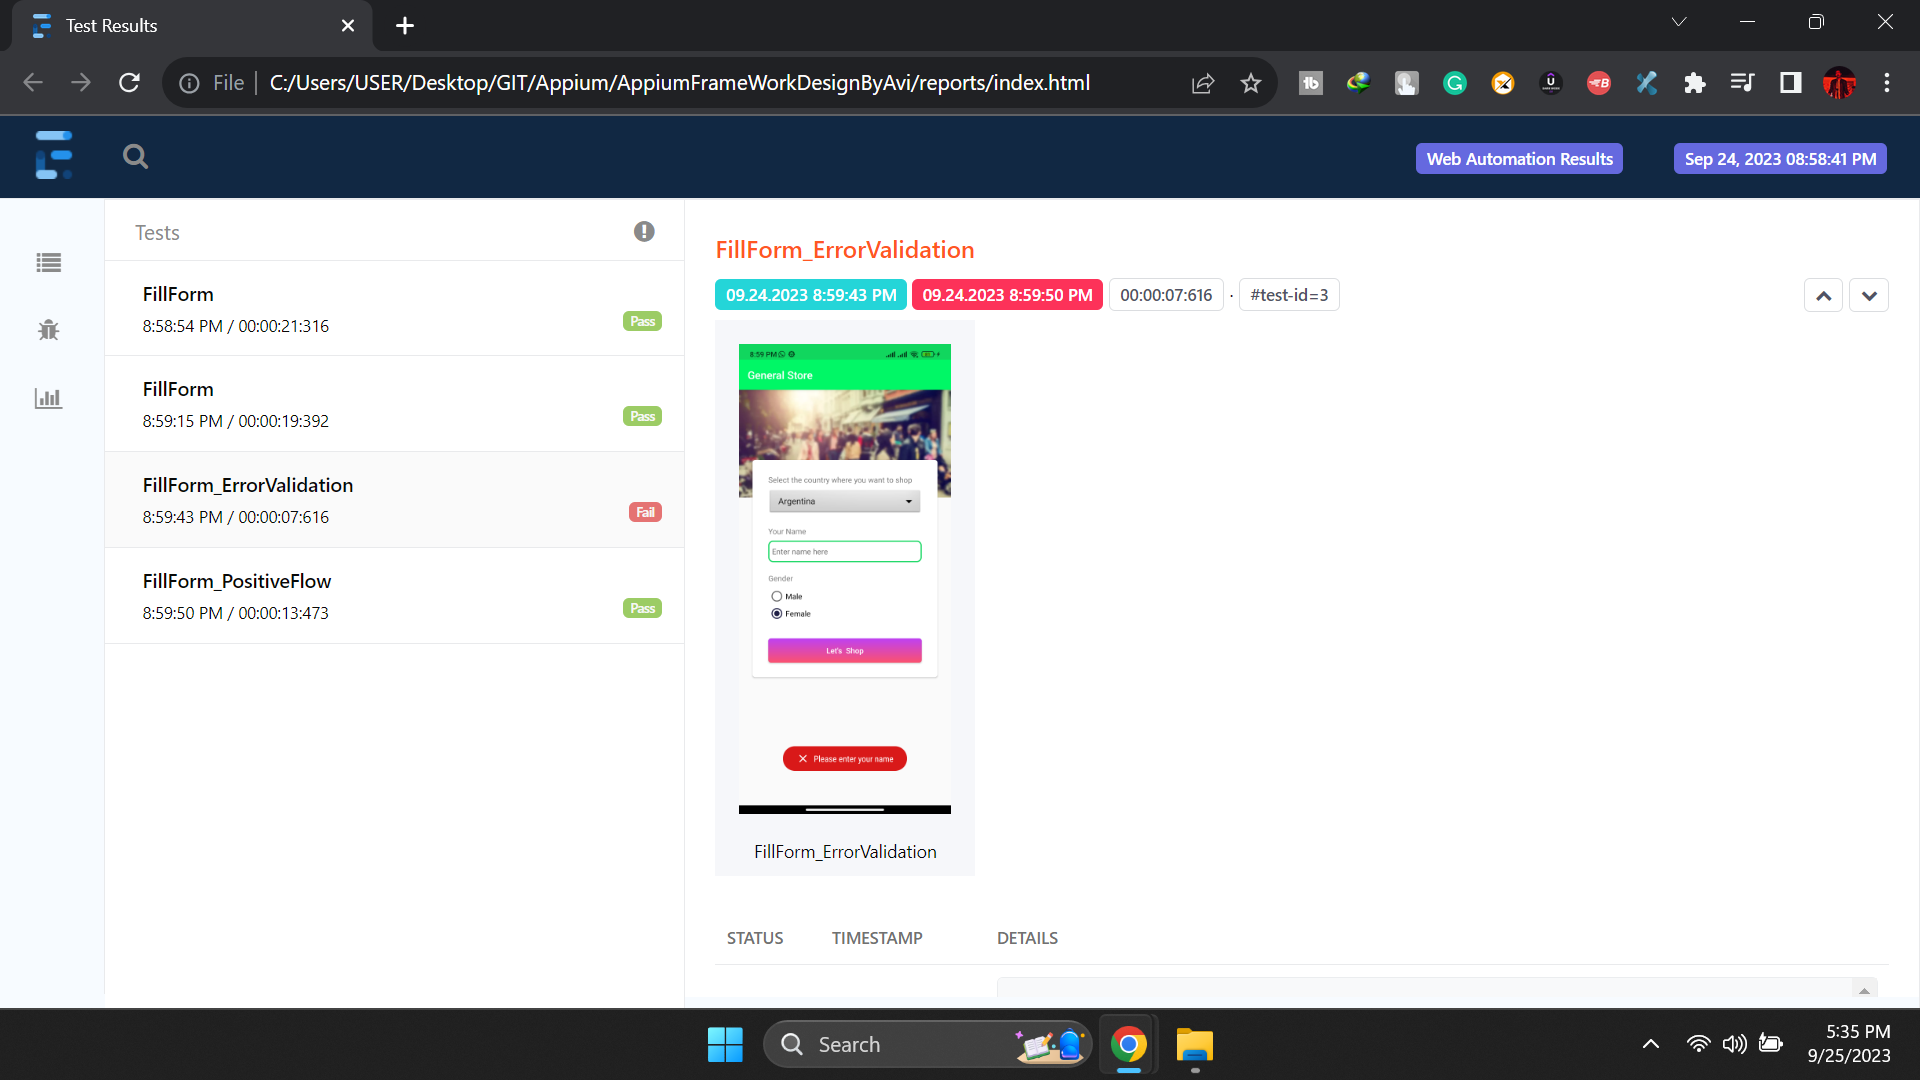 Test Results
File
C:/Users/USER/Desktop/GIT/Appium/AppiumFrameWorkDesignByAvi/reports/index.html
Web Automation Results
Sep 24, 2023 08:58:41 PM
Tests
FillForm
8:58:54 PM / 00:00:21:316
Pass
FillForm
8:59:15 PM / 00:00:19:392
Pass
FillForm_ErrorValidation
8:59:43 PM / 00:00:07:616
Fail
FillForm_PositiveFlow
8:59:50 PM / 00:00:13:473
Pass
FillForm_ErrorValidation
09.24.2023 8:59:43 PM
09.24.2023 8:59:50 PM
00:00:07:616
· #test-id=3
8:59 PM
General Store
Select the country where you want to shop
Argentina
Your Name
Enter name here
Gender
Male
Female
Let's Shop
Please enter your name
FillForm_ErrorValidation
STATUS TIMESTAMP DETAILS
Search
5:35 PM
9/25/2023